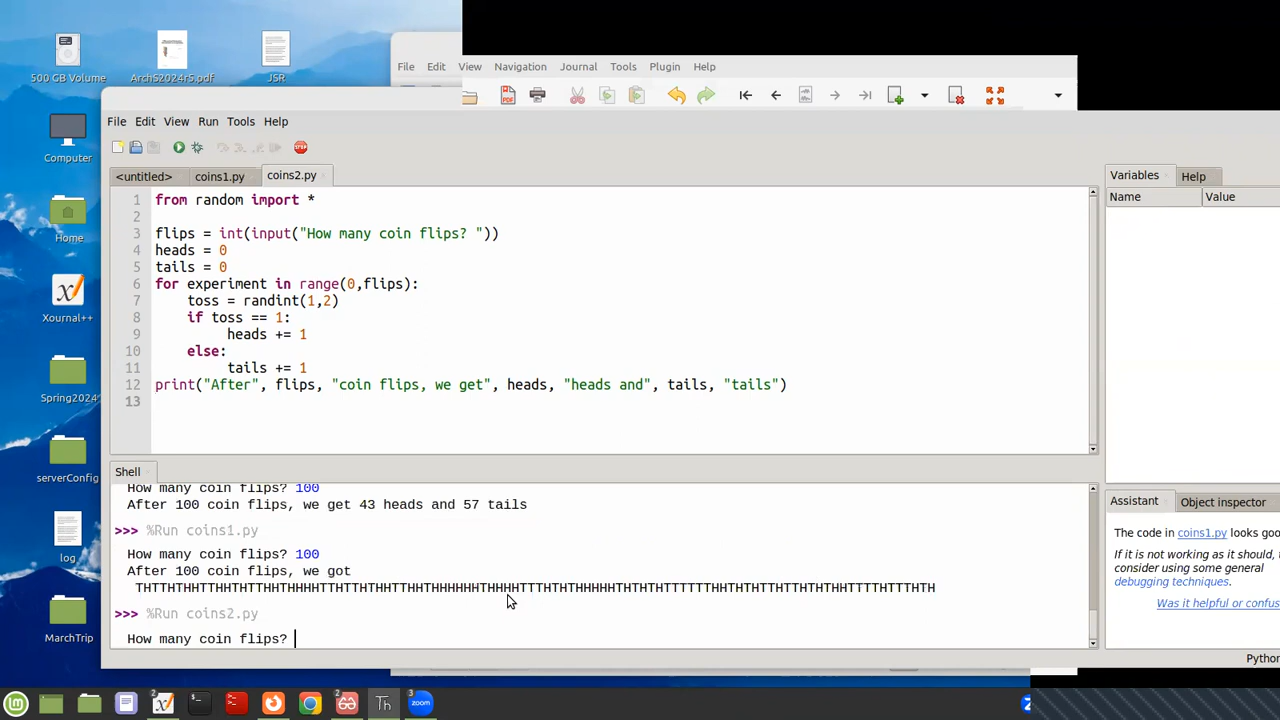 500 GB Volume
ArchS2024rS.pdf
JSR
Computer
Home
Xournal++
Spring2024
serverConfig
log
MarchTrip
File Edit View Navigation Journal Tools Plugin Help
File Edit View Run Tools Help
<untitled> coins1.py coins2.py
1 from random import *
2
3 flips = int(input("How many coin flips? "))
4 heads = 0
5 tails = 0
6 for experiment in range(0,flips):
7 toss = randint(1,2)
8 if toss == 1:
9 heads += 1
10 else:
11 tails += 1
12 print("After", flips, "coin flips, we get", heads, "heads and", tails, "tails")
13
Variables Help
Name Value
Shell
How many coin flips? 100
After 100 coin flips, we get 43 heads and 57 tails
>>> %Run coins1.py
How many coin flips? 100
After 100 coin flips, we got
THTTHTHHTTHHTHTTHHTHHHHTTHTTHTHHTTHHTHHHHHHTHHHHTTTHTHTHHHHHTHTHTHTTTTTTHHTHTHTTHTTHTHTHHTTTTHTTTHTH
>>> %Run coins2.py
How many coin flips?
Assistant Object inspector
The code in coins1.py looks goo
If it is not working as it should, t
consider using some general
debugging techniques.
Was it helpful or confus
Python
2 2 Th 3 zoom